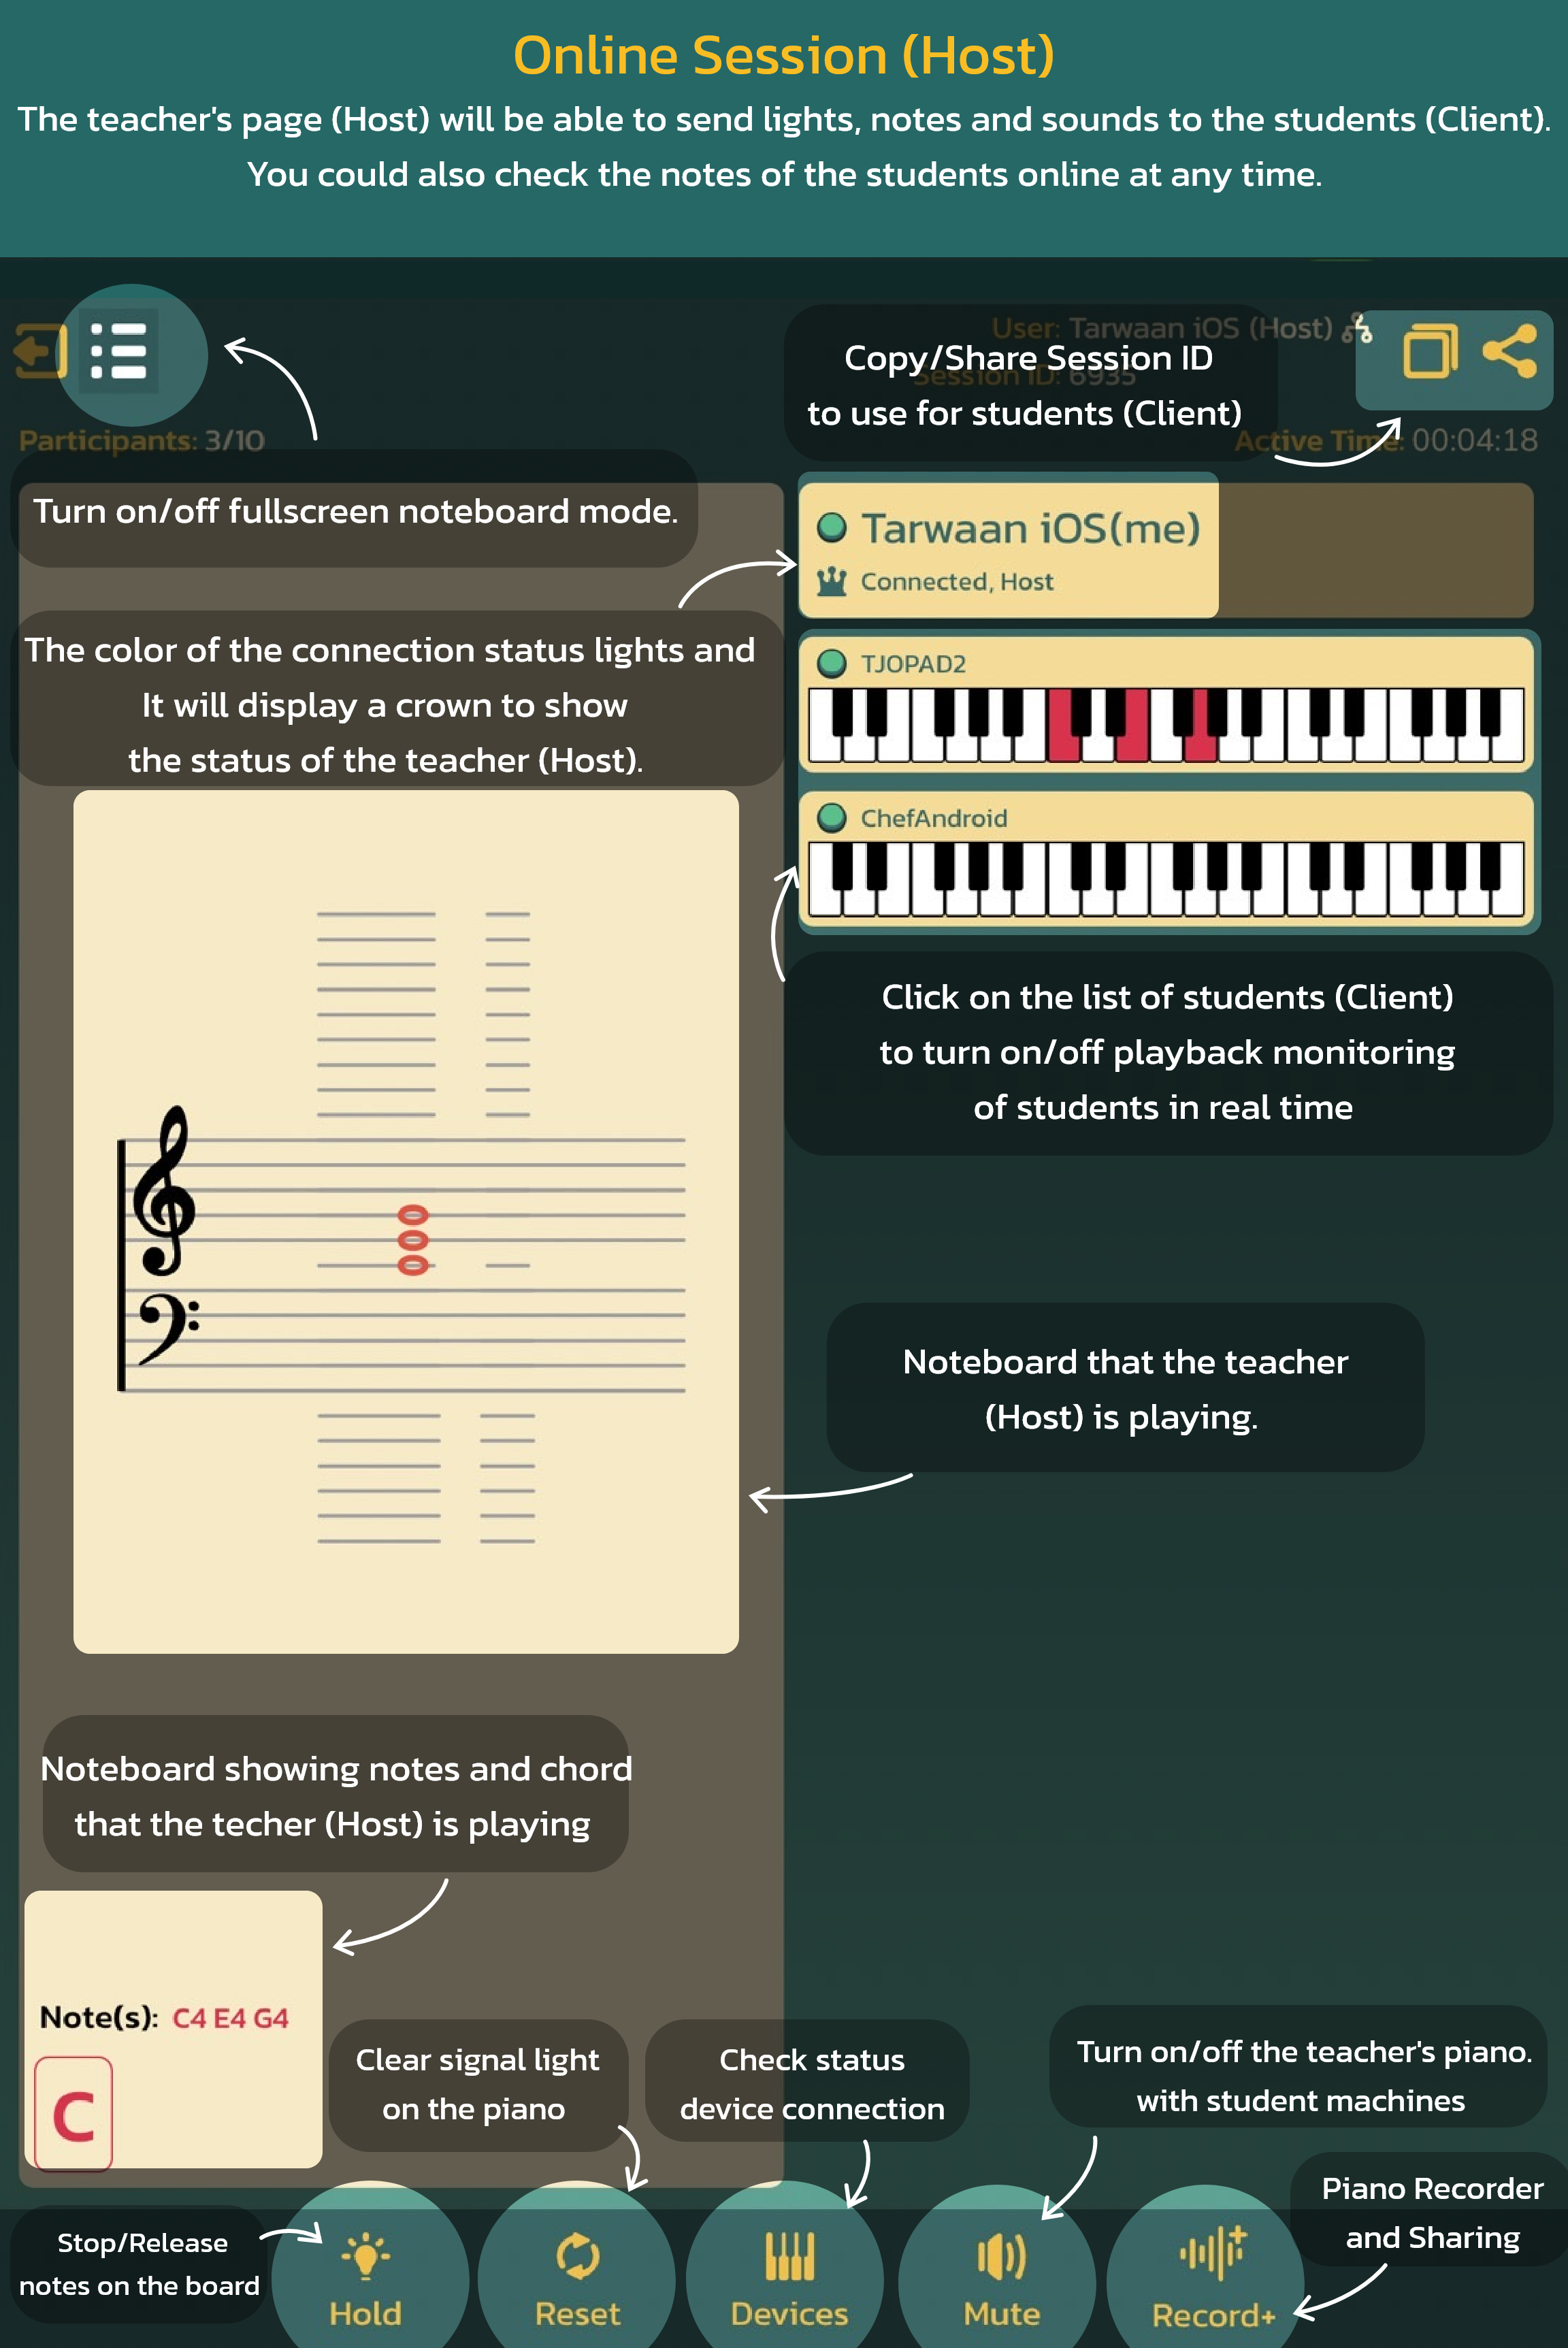 Online Session (Host)
The teacher's page (Host) will be able to send lights, notes and sounds to the students (Client).
You could also check the notes of the students online at any time.
User: Tarwaan iOS (Host)
Session ID: 6935
Copy/Share Session ID
to use for students (Client)
Participants: 3/10
Active Time: 00:04:18
Turn on/off fullscreen noteboard mode.
Tarwaan iOS(me)
Connected, Host
The color of the connection status lights and
It will display a crown to show
the status of the teacher (Host).
TJOPAD2
ChefAndroid
Click on the list of students (Client)
to turn on/off playback monitoring
of students in real time
Noteboard that the teacher
(Host) is playing.
Noteboard showing notes and chord
that the techer (Host) is playing
Note(s): C4 E4 G4
C
Clear signal light
on the piano
Check status
device connection
Turn on/off the teacher's piano.
with student machines
Piano Recorder
and Sharing
Stop/Release
notes on the board
Hold
Reset
Devices
Mute
Record+